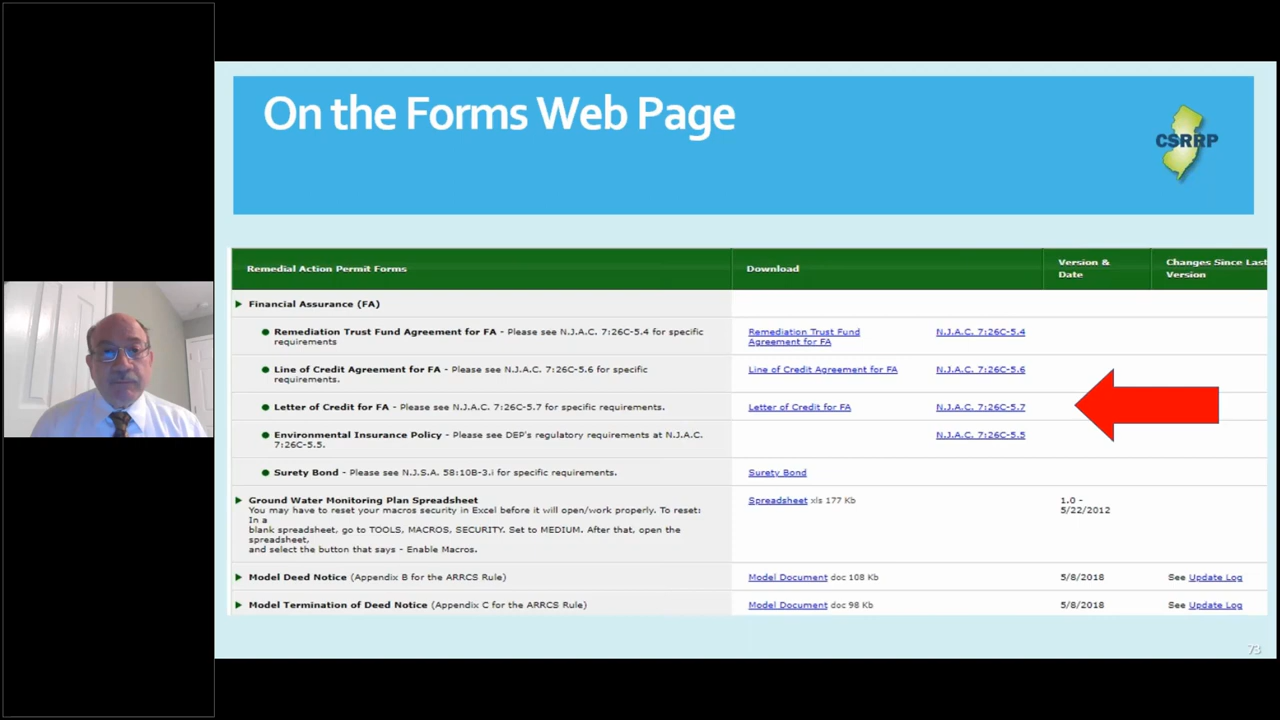 On the Forms Web Page
CSRRP
Remedial Action Permit Forms
Download
Version &
Date
Changes Since Last
Version
Financial Assurance (FA)
Remediation Trust Fund Agreement for FA - Please see N.J.A.C. 7:26C-5.4 for specific
requirements
Remediation Trust Fund
Agreement for FA
N.J.A.C. 7:26C-5.4
Line of Credit Agreement for FA - Please see N.J.A.C. 7:26C-5.6 for specific
requirements.
Line of Credit Agreement for FA
N.J.A.C. 7:26C-5.6
Letter of Credit for FA - Please see N.J.A.C. 7:26C-5.7 for specific requirements.
Letter of Credit for FA
N.J.A.C. 7:26C-5.7
Environmental Insurance Policy - Please see DEP's regulatory requirements at N.J.A.C.
7:26C-5.5.
N.J.A.C. 7:26C-5.5
Surety Bond - Please see N.J.S.A. 58:10B-3.i for specific requirements.
Surety Bond
Ground Water Monitoring Plan Spreadsheet
You may have to reset your macros security in Excel before it will open/work properly. To reset:
In a
blank spreadsheet, go to TOOLS, MACROS, SECURITY. Set to MEDIUM. After that, open the
spreadsheet,
and select the button that says - Enable Macros.
Spreadsheet xls 177 Kb
1.0 -
5/22/2012
Model Deed Notice (Appendix B for the ARRCS Rule)
Model Document doc 108 Kb
5/8/2018
See Update Log
Model Termination of Deed Notice (Appendix C for the ARRCS Rule)
Model Document doc 98 Kb
5/8/2018
See Update Log
73